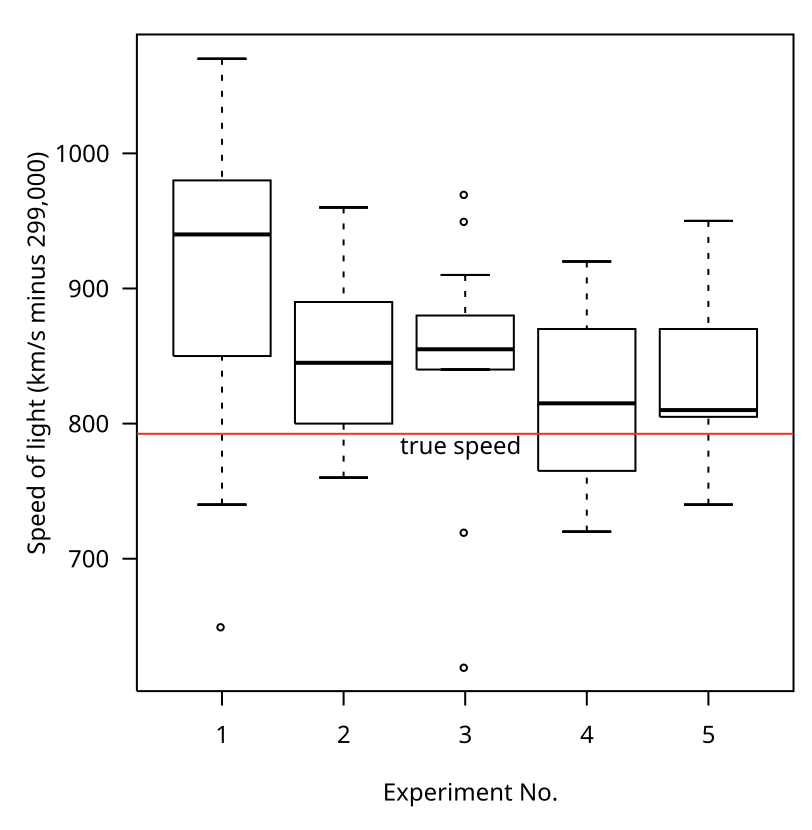 Speed of light (km/s minus 299,000)
1000
900
800
700
true speed
1 2 3 4 5
Experiment No.